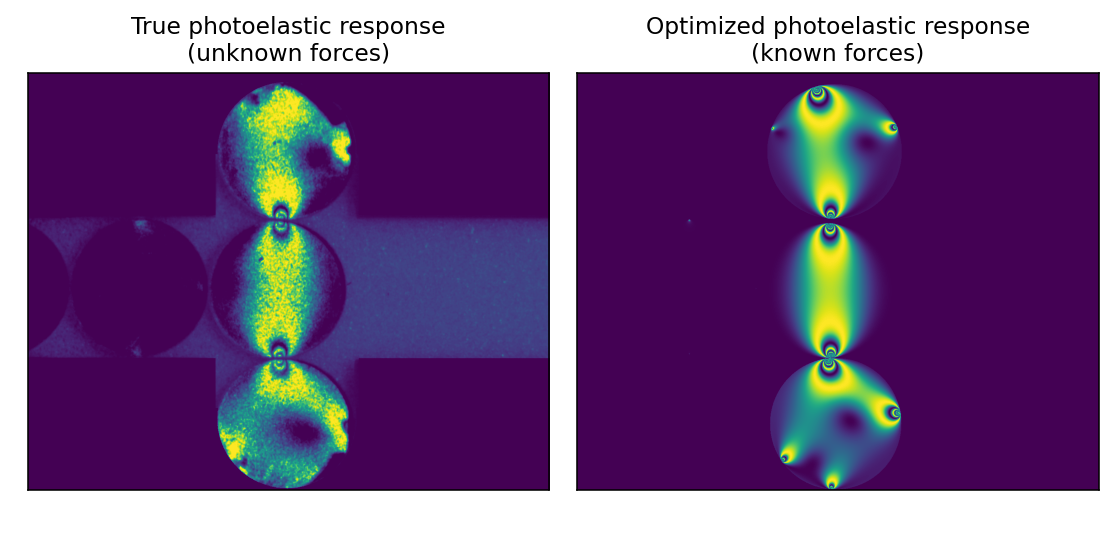 True photoelastic response
(unknown forces)
Optimized photoelastic response
(known forces)